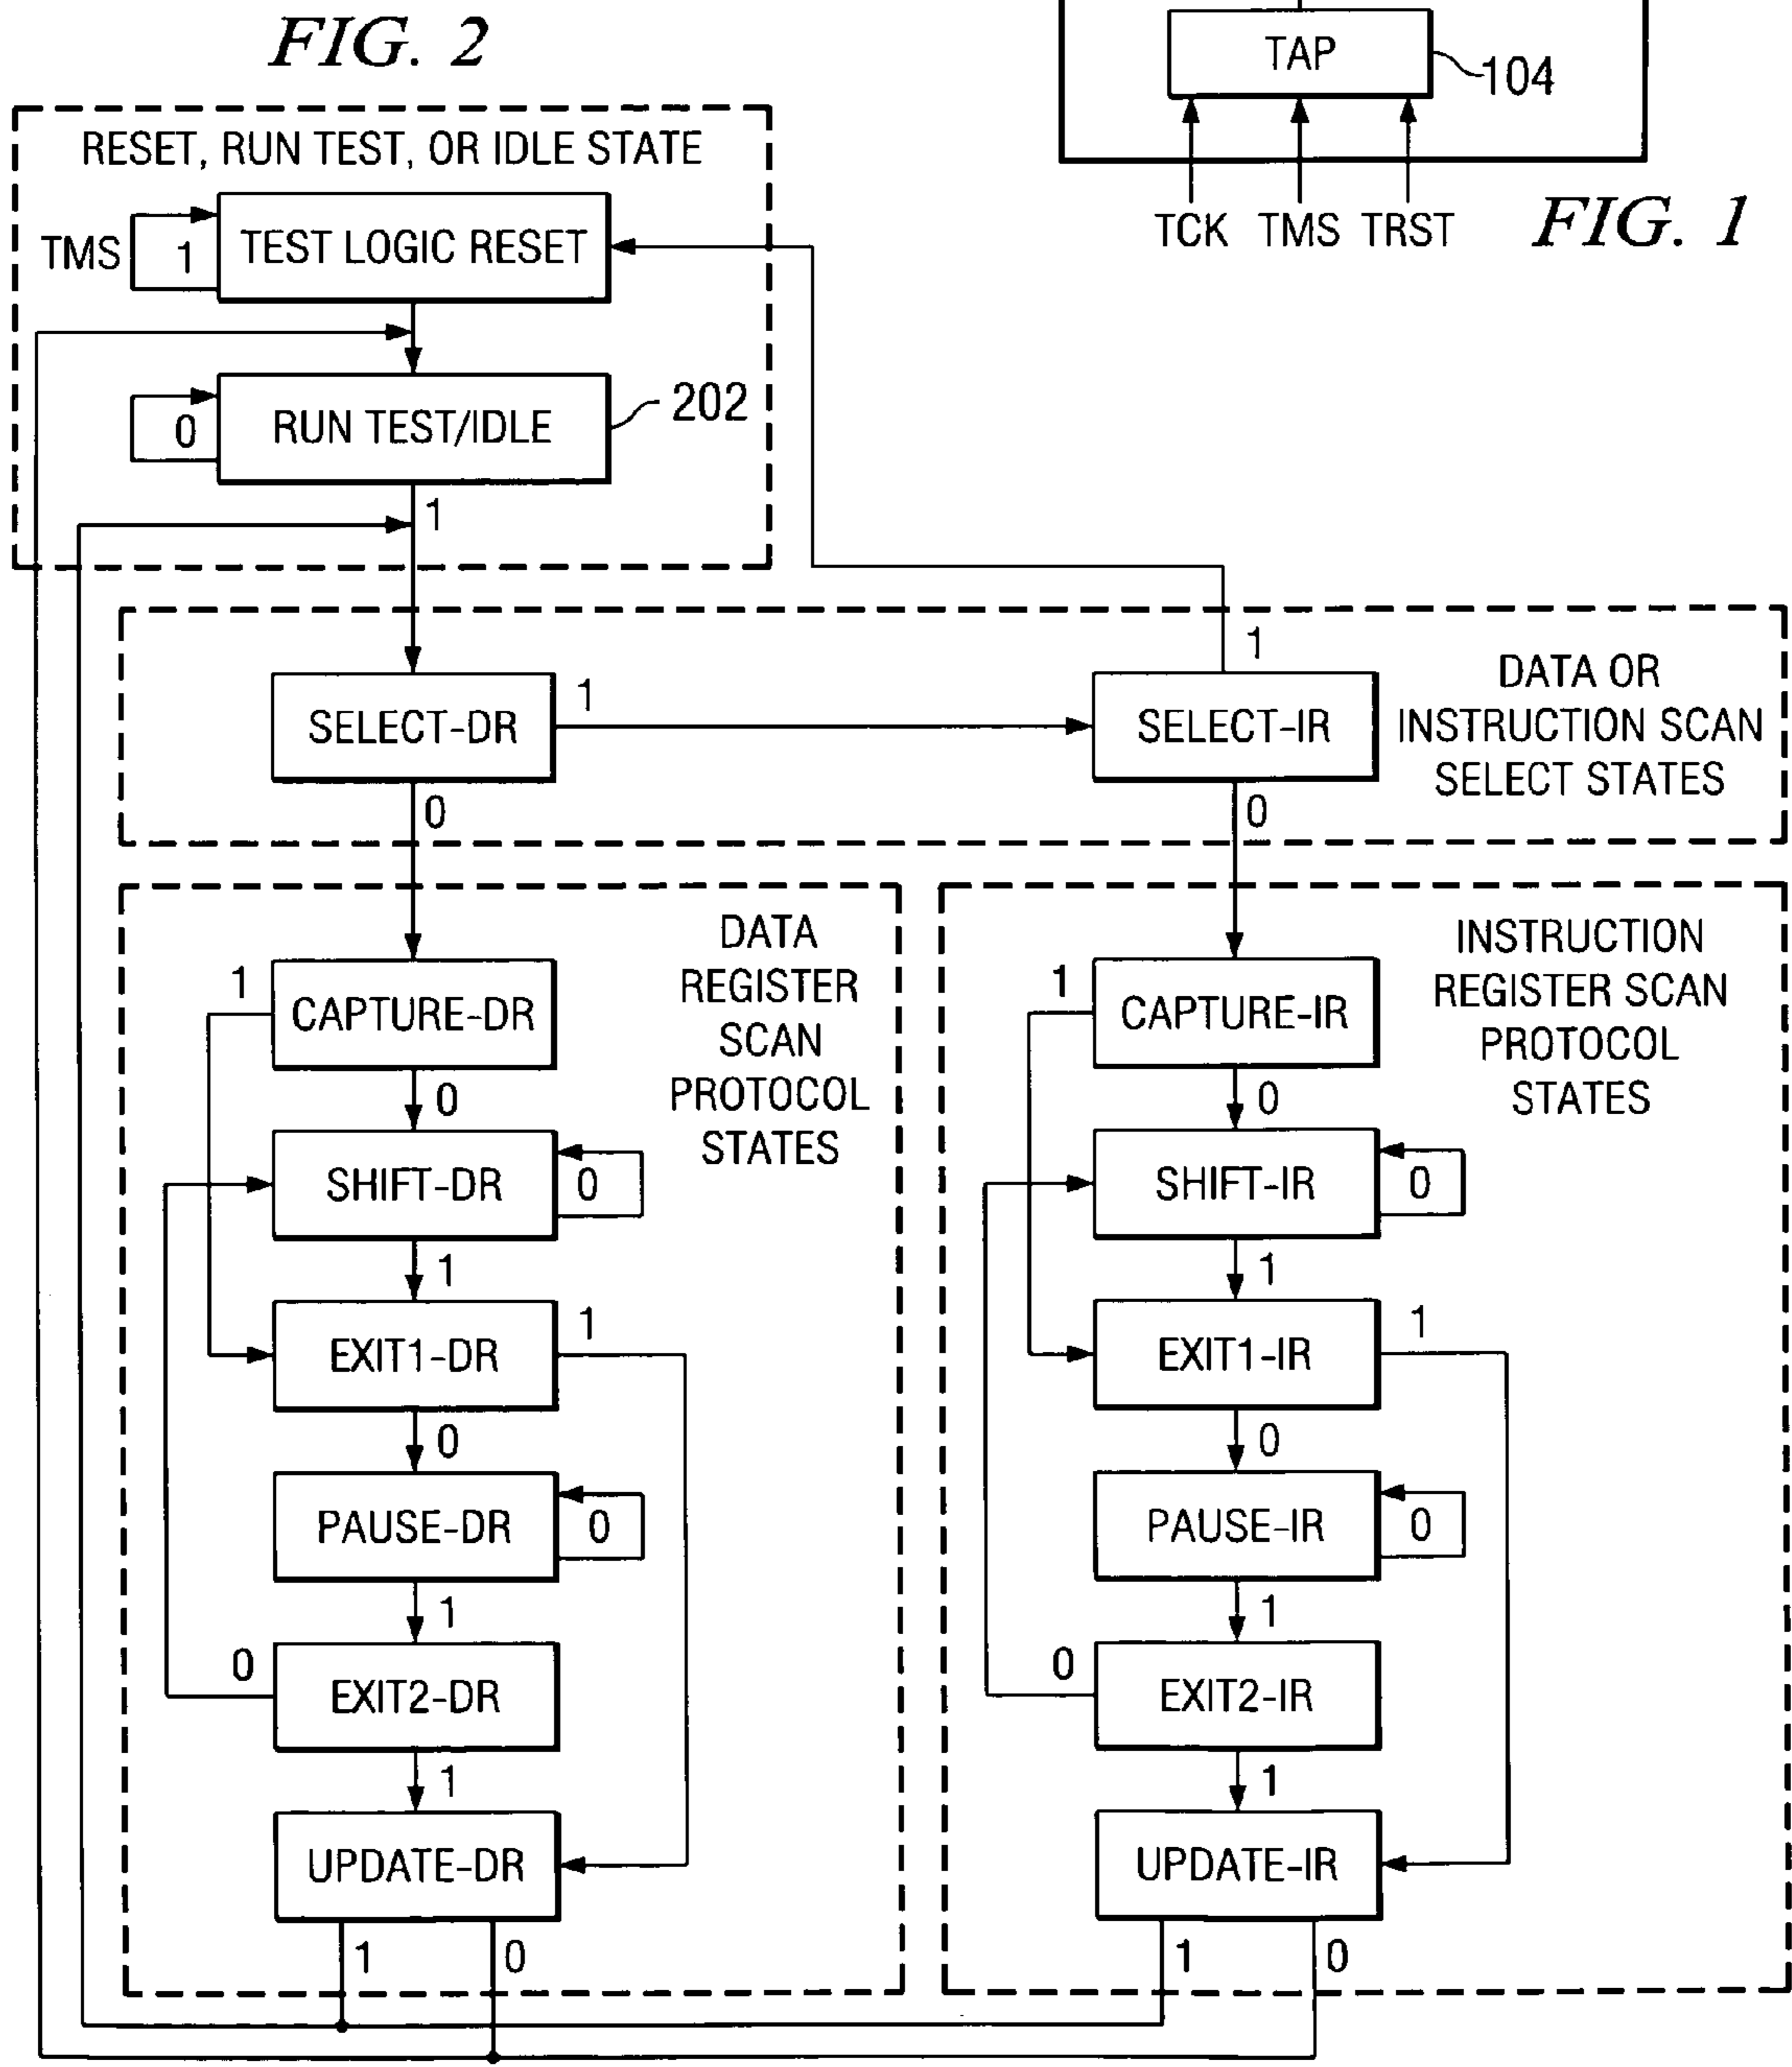 FIG. 2
TAP
104
TCK TMS TRST
FIG. 1
RESET, RUN TEST, OR IDLE STATE
TMS
1
TEST LOGIC RESET
0
RUN TEST/IDLE
202
1
1
SELECT-DR
1
SELECT-IR
DATA OR
INSTRUCTION SCAN
SELECT STATES
0
0
DATA
REGISTER
SCAN
PROTOCOL
STATES
1
CAPTURE-DR
0
SHIFT-DR
0
1
EXIT1-DR
1
0
PAUSE-DR
0
1
0
EXIT2-DR
1
UPDATE-DR
1
0
INSTRUCTION
REGISTER SCAN
PROTOCOL
STATES
1
CAPTURE-IR
0
SHIFT-IR
0
1
EXIT1-IR
1
0
PAUSE-IR
0
1
0
EXIT2-IR
1
UPDATE-IR
1
0